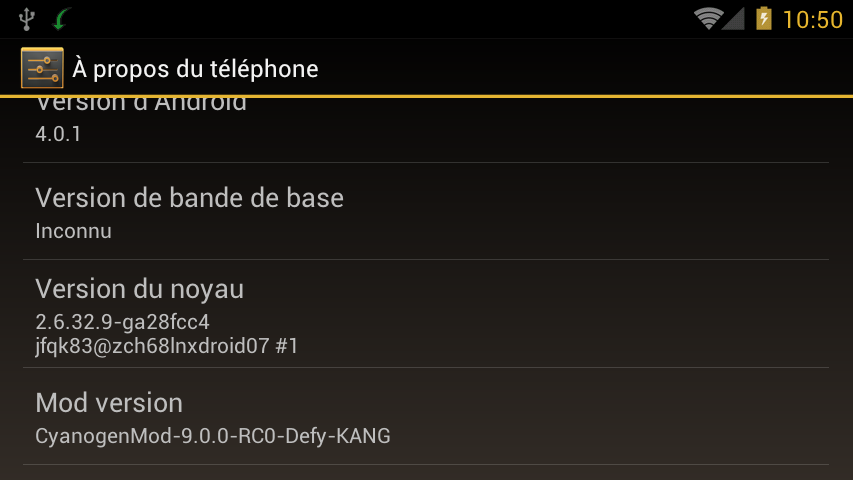 10:50
À propos du téléphone
Version d'Android
4.0.1
Version de bande de base
Inconnu
Version du noyau
2.6.32.9-ga28fcc4
jfqk83@zch68lnxdroid07 #1
Mod version
CyanogenMod-9.0.0-RC0-Defy-KANG